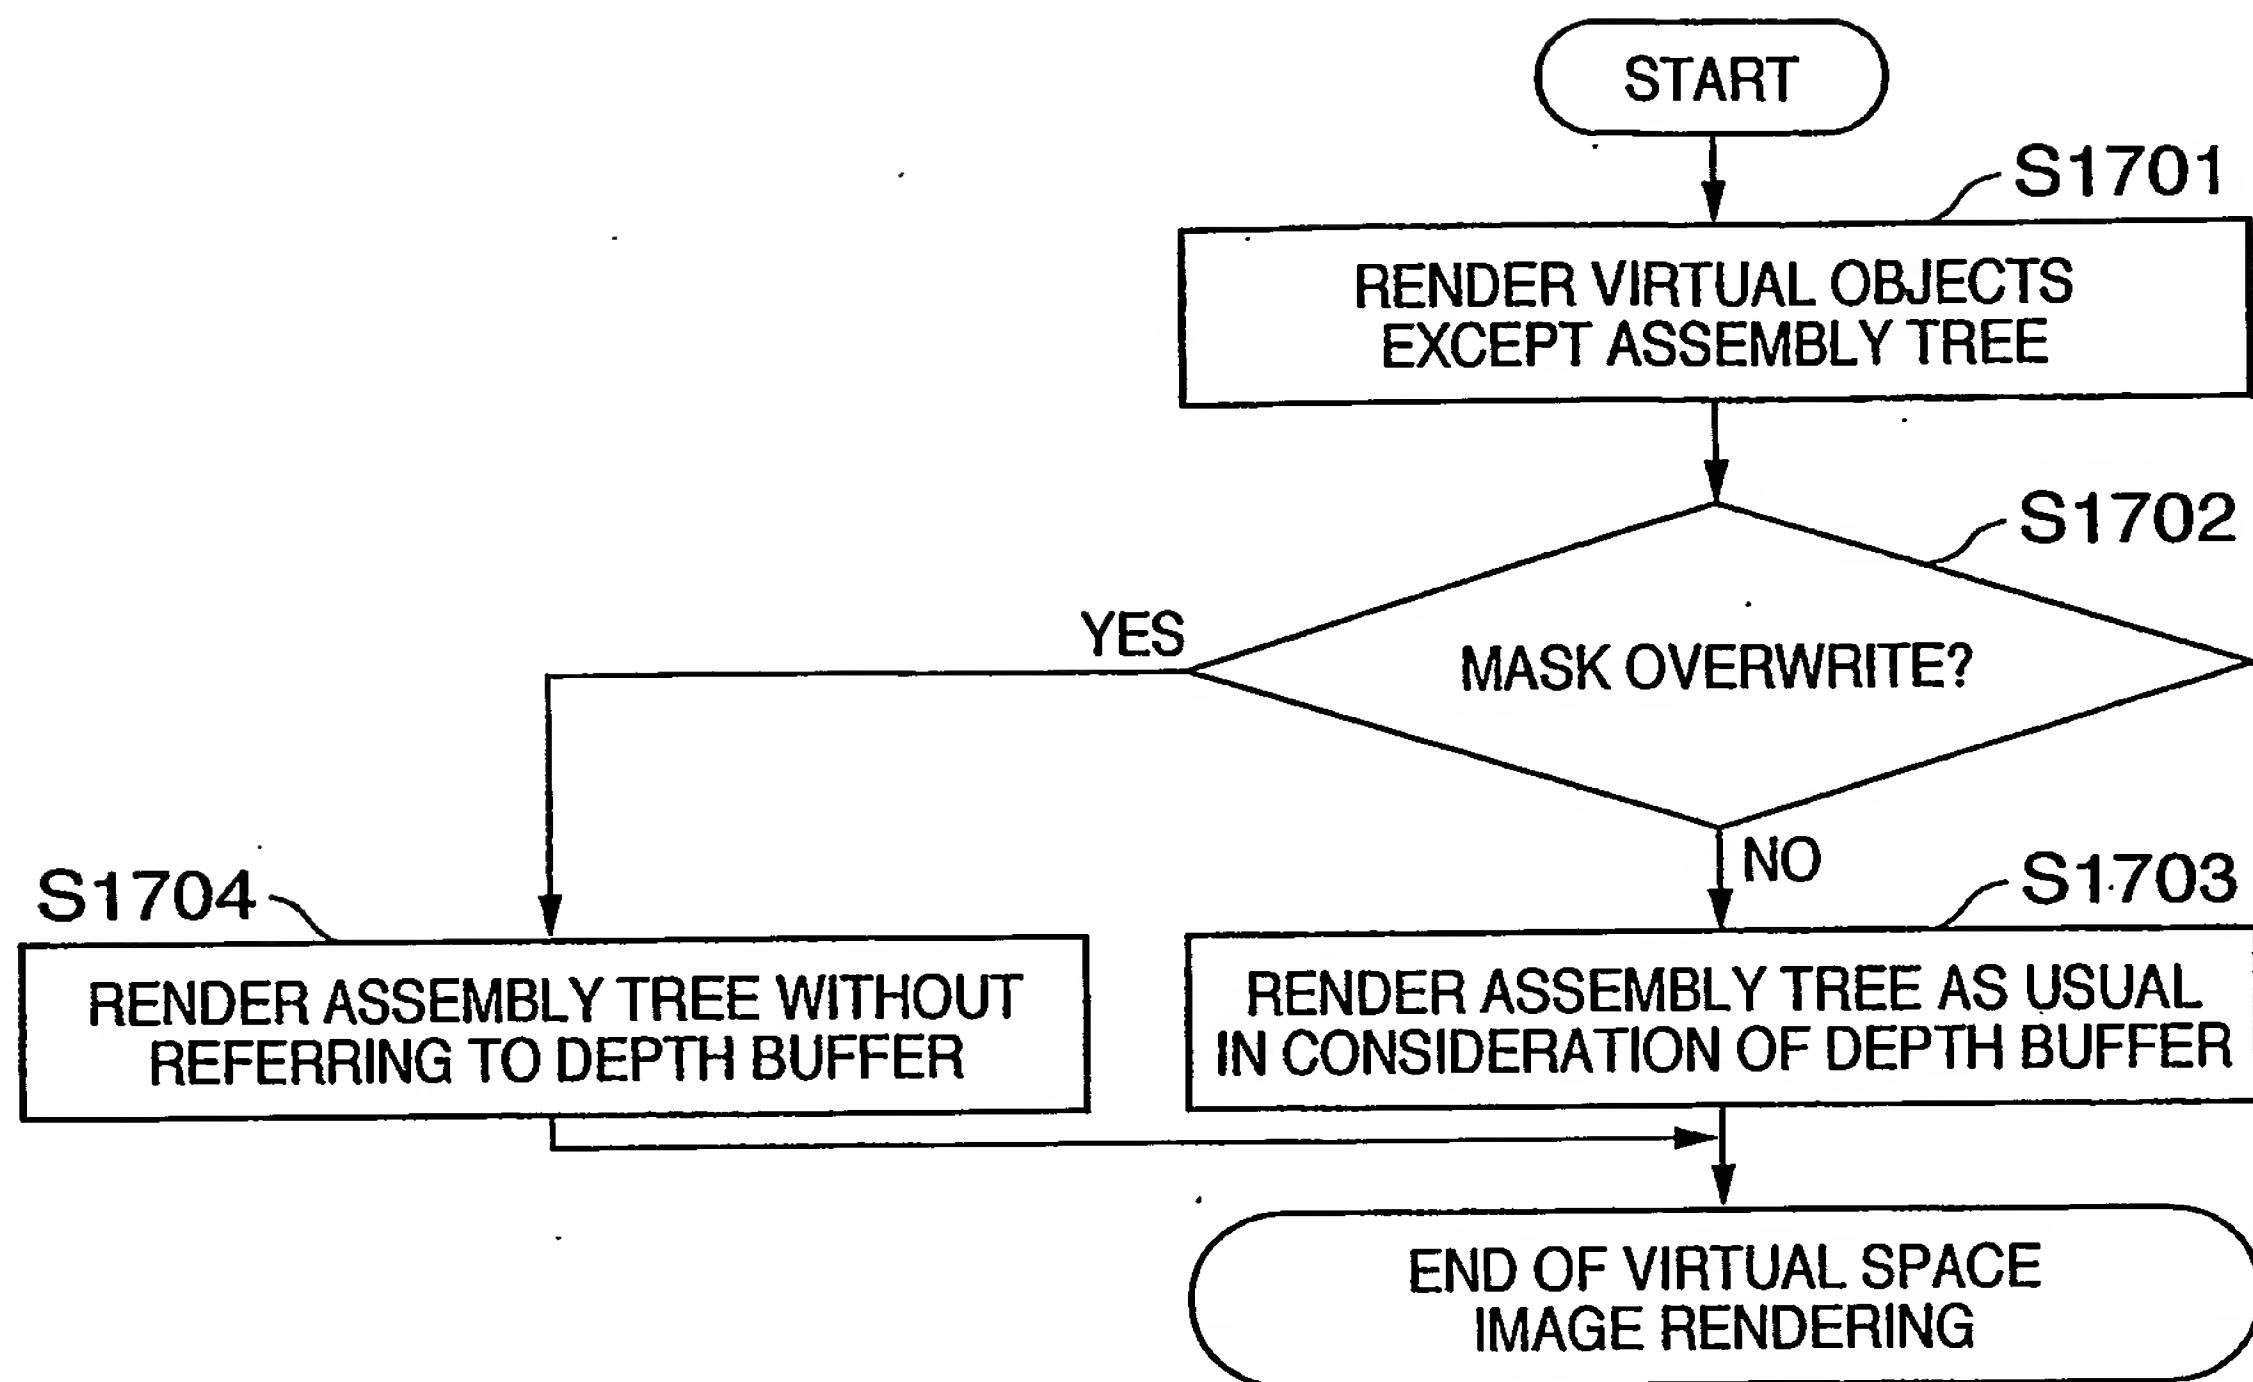 START
S1701
RENDER VIRTUAL OBJECTS
EXCEPT ASSEMBLY TREE
S1702
YES
MASK OVERWRITE?
NO
S1704
S1703
RENDER ASSEMBLY TREE WITHOUT
REFERRING TO DEPTH BUFFER
RENDER ASSEMBLY TREE AS USUAL
IN CONSIDERATION OF DEPTH BUFFER
END OF VIRTUAL SPACE
IMAGE RENDERING